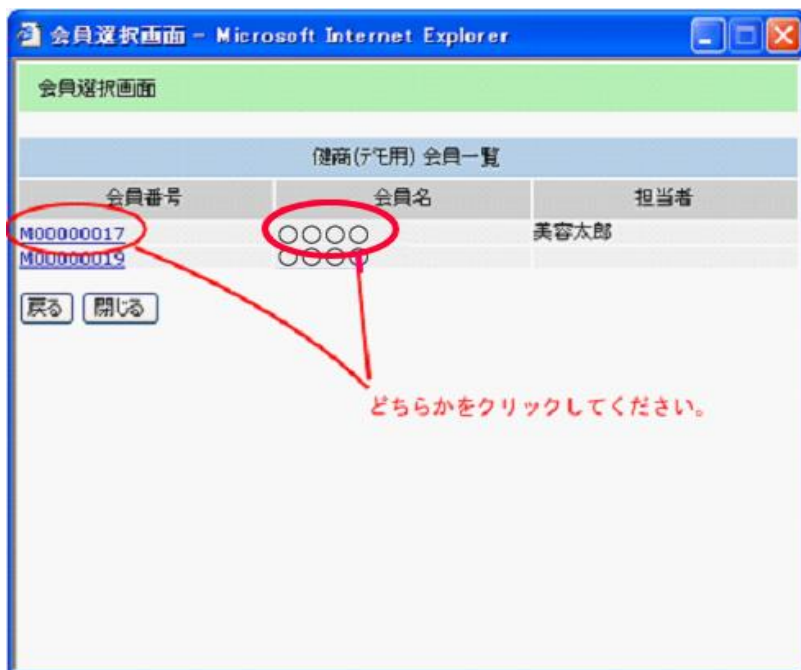 会員選択画面 - Microsoft Internet Explorer
会員選択画面
健商(デモ用) 会員一覧
会員番号 会員名 担当者
M00000017 ○○○○ 美容太郎
M00000019 ○○○○
戻る 閉じる
どちらかをクリックしてください。